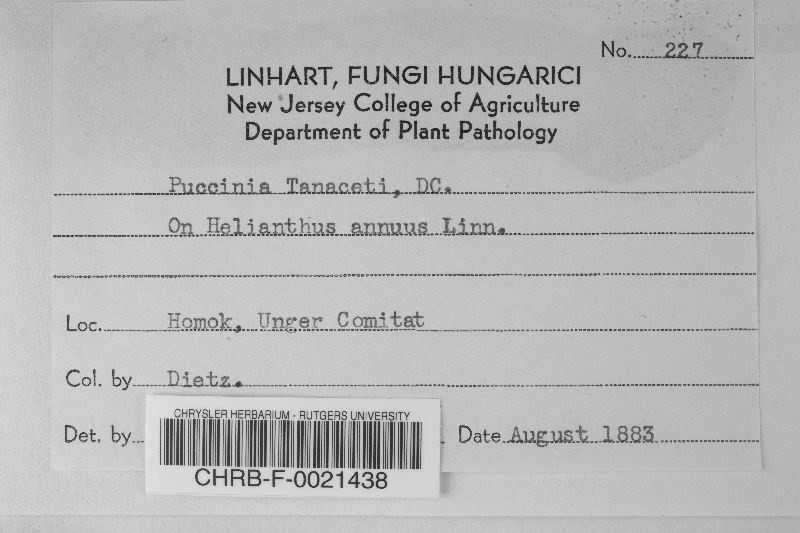 No. 227
LINHART, FUNGI HUNGARICI
New Jersey College of Agriculture
Department of Plant Pathology
Puccinia Tanaceti, DC.
On Helianthus annuus Linn.
Loc. Homok, Unger Comitat
Col. by Dietz.
Det. by
Date August 1883
CHRYSLER HERBARIUM - RUTGERS UNIVERSITY
CHRB-F-0021438